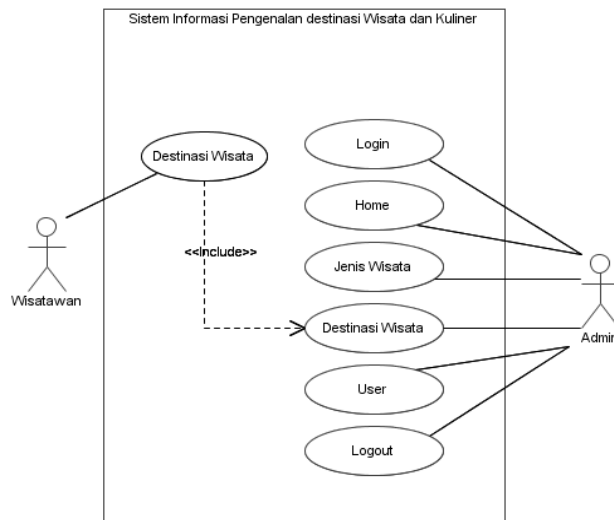 Sistem Informasi Pengenalan destinasi Wisata dan Kuliner
Login
Destinasi Wisata
Home
<<Include>>
Jenis Wisata
Wisatawan
Destinasi Wisata
Admin
User
Logout